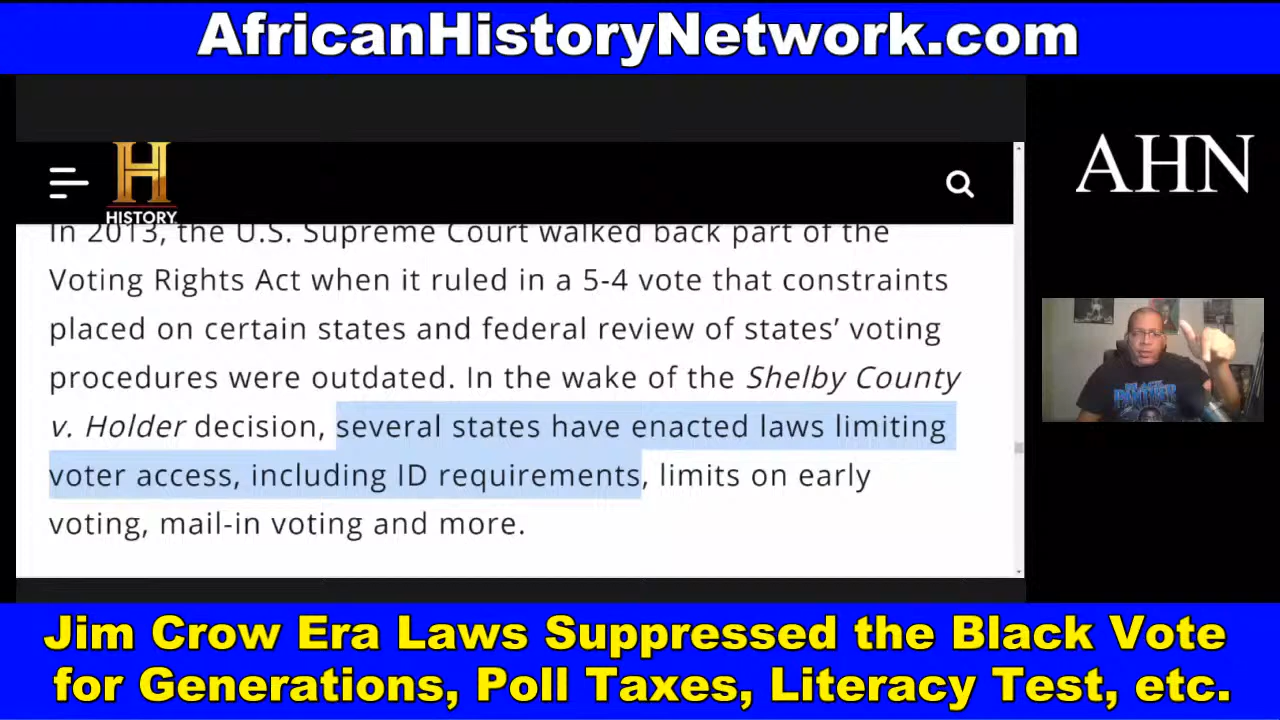 AfricanHistoryNetwork.com
AHN
HISTORY
In 2013, the U.S. Supreme Court walked back part of the
Voting Rights Act when it ruled in a 5-4 vote that constraints
placed on certain states and federal review of states’ voting
procedures were outdated. In the wake of the Shelby County
v. Holder decision, several states have enacted laws limiting
voter access, including ID requirements, limits on early
voting, mail-in voting and more.
Jim Crow Era Laws Suppressed the Black Vote
for Generations, Poll Taxes, Literacy Test, etc.